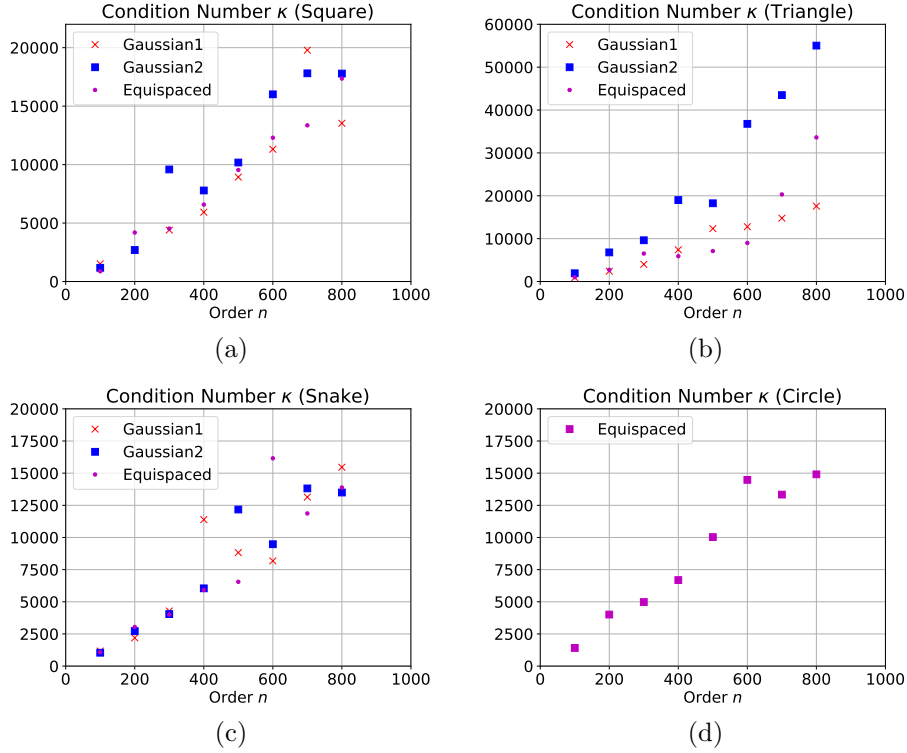 Condition Number κ (Square)
20000
15000
10000
5000
0
Gaussian1
Gaussian2
Equispaced
0 200 400 600 800 1000
Order n
(a)
Condition Number κ (Triangle)
60000
50000
40000
30000
20000
10000
0
Gaussian1
Gaussian2
Equispaced
0 200 400 600 800 1000
Order n
(b)
Condition Number κ (Snake)
20000
17500
15000
12500
10000
7500
5000
2500
0
Gaussian1
Gaussian2
Equispaced
0 200 400 600 800 1000
Order n
(c)
Condition Number κ (Circle)
20000
17500
15000
12500
10000
7500
5000
2500
0
Equispaced
0 200 400 600 800 1000
Order n
(d)